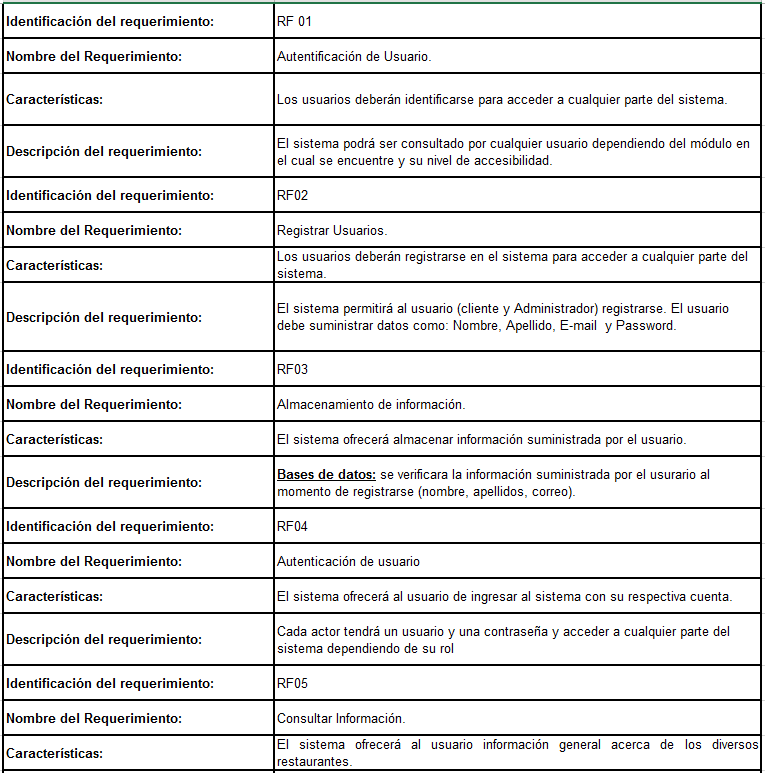 Identificación del requerimiento: RF 01
Nombre del Requerimiento: Autentificación de Usuario.
Características: Los usuarios deberán identificarse para acceder a cualquier parte del sistema.
Descripción del requerimiento: El sistema podrá ser consultado por cualquier usuario dependiendo del módulo en
el cual se encuentre y su nivel de accesibilidad.
Identificación del requerimiento: RF02
Nombre del Requerimiento: Registrar Usuarios.
Características: Los usuarios deberán registrarse en el sistema para acceder a cualquier parte del
sistema.
Descripción del requerimiento: El sistema permitirá al usuario (cliente y Administrador) registrarse. El usuario
debe suministrar datos como: Nombre, Apellido, E-mail y Password.
Identificación del requerimiento: RF03
Nombre del Requerimiento: Almacenamiento de información.
Características: El sistema ofrecerá almacenar información suministrada por el usuario.
Descripción del requerimiento: Bases de datos: se verificara la información suministrada por el usurario al
momento de registrarse (nombre, apellidos, correo).
Identificación del requerimiento: RF04
Nombre del Requerimiento: Autenticación de usuario
Características: El sistema ofrecerá al usuario de ingresar al sistema con su respectiva cuenta.
Descripción del requerimiento: Cada actor tendrá un usuario y una contraseña y acceder a cualquier parte del
sistema dependiendo de su rol
Identificación del requerimiento: RF05
Nombre del Requerimiento: Consultar Información.
Características: El sistema ofrecerá al usuario información general acerca de los diversos
restaurantes.